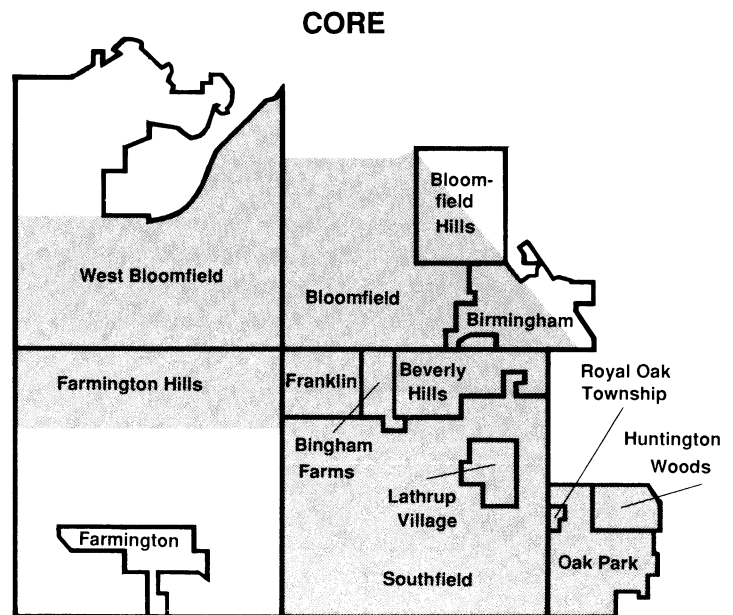 CORE
Bloom-
field
Hills
West Bloomfield
Bloomfield
Birmingham
Farmington Hills
Franklin
Beverly
Hills
Royal Oak
Township
Bingham
Farms
Huntington
Woods
Lathrup
Village
Farmington
Oak Park
Southfield